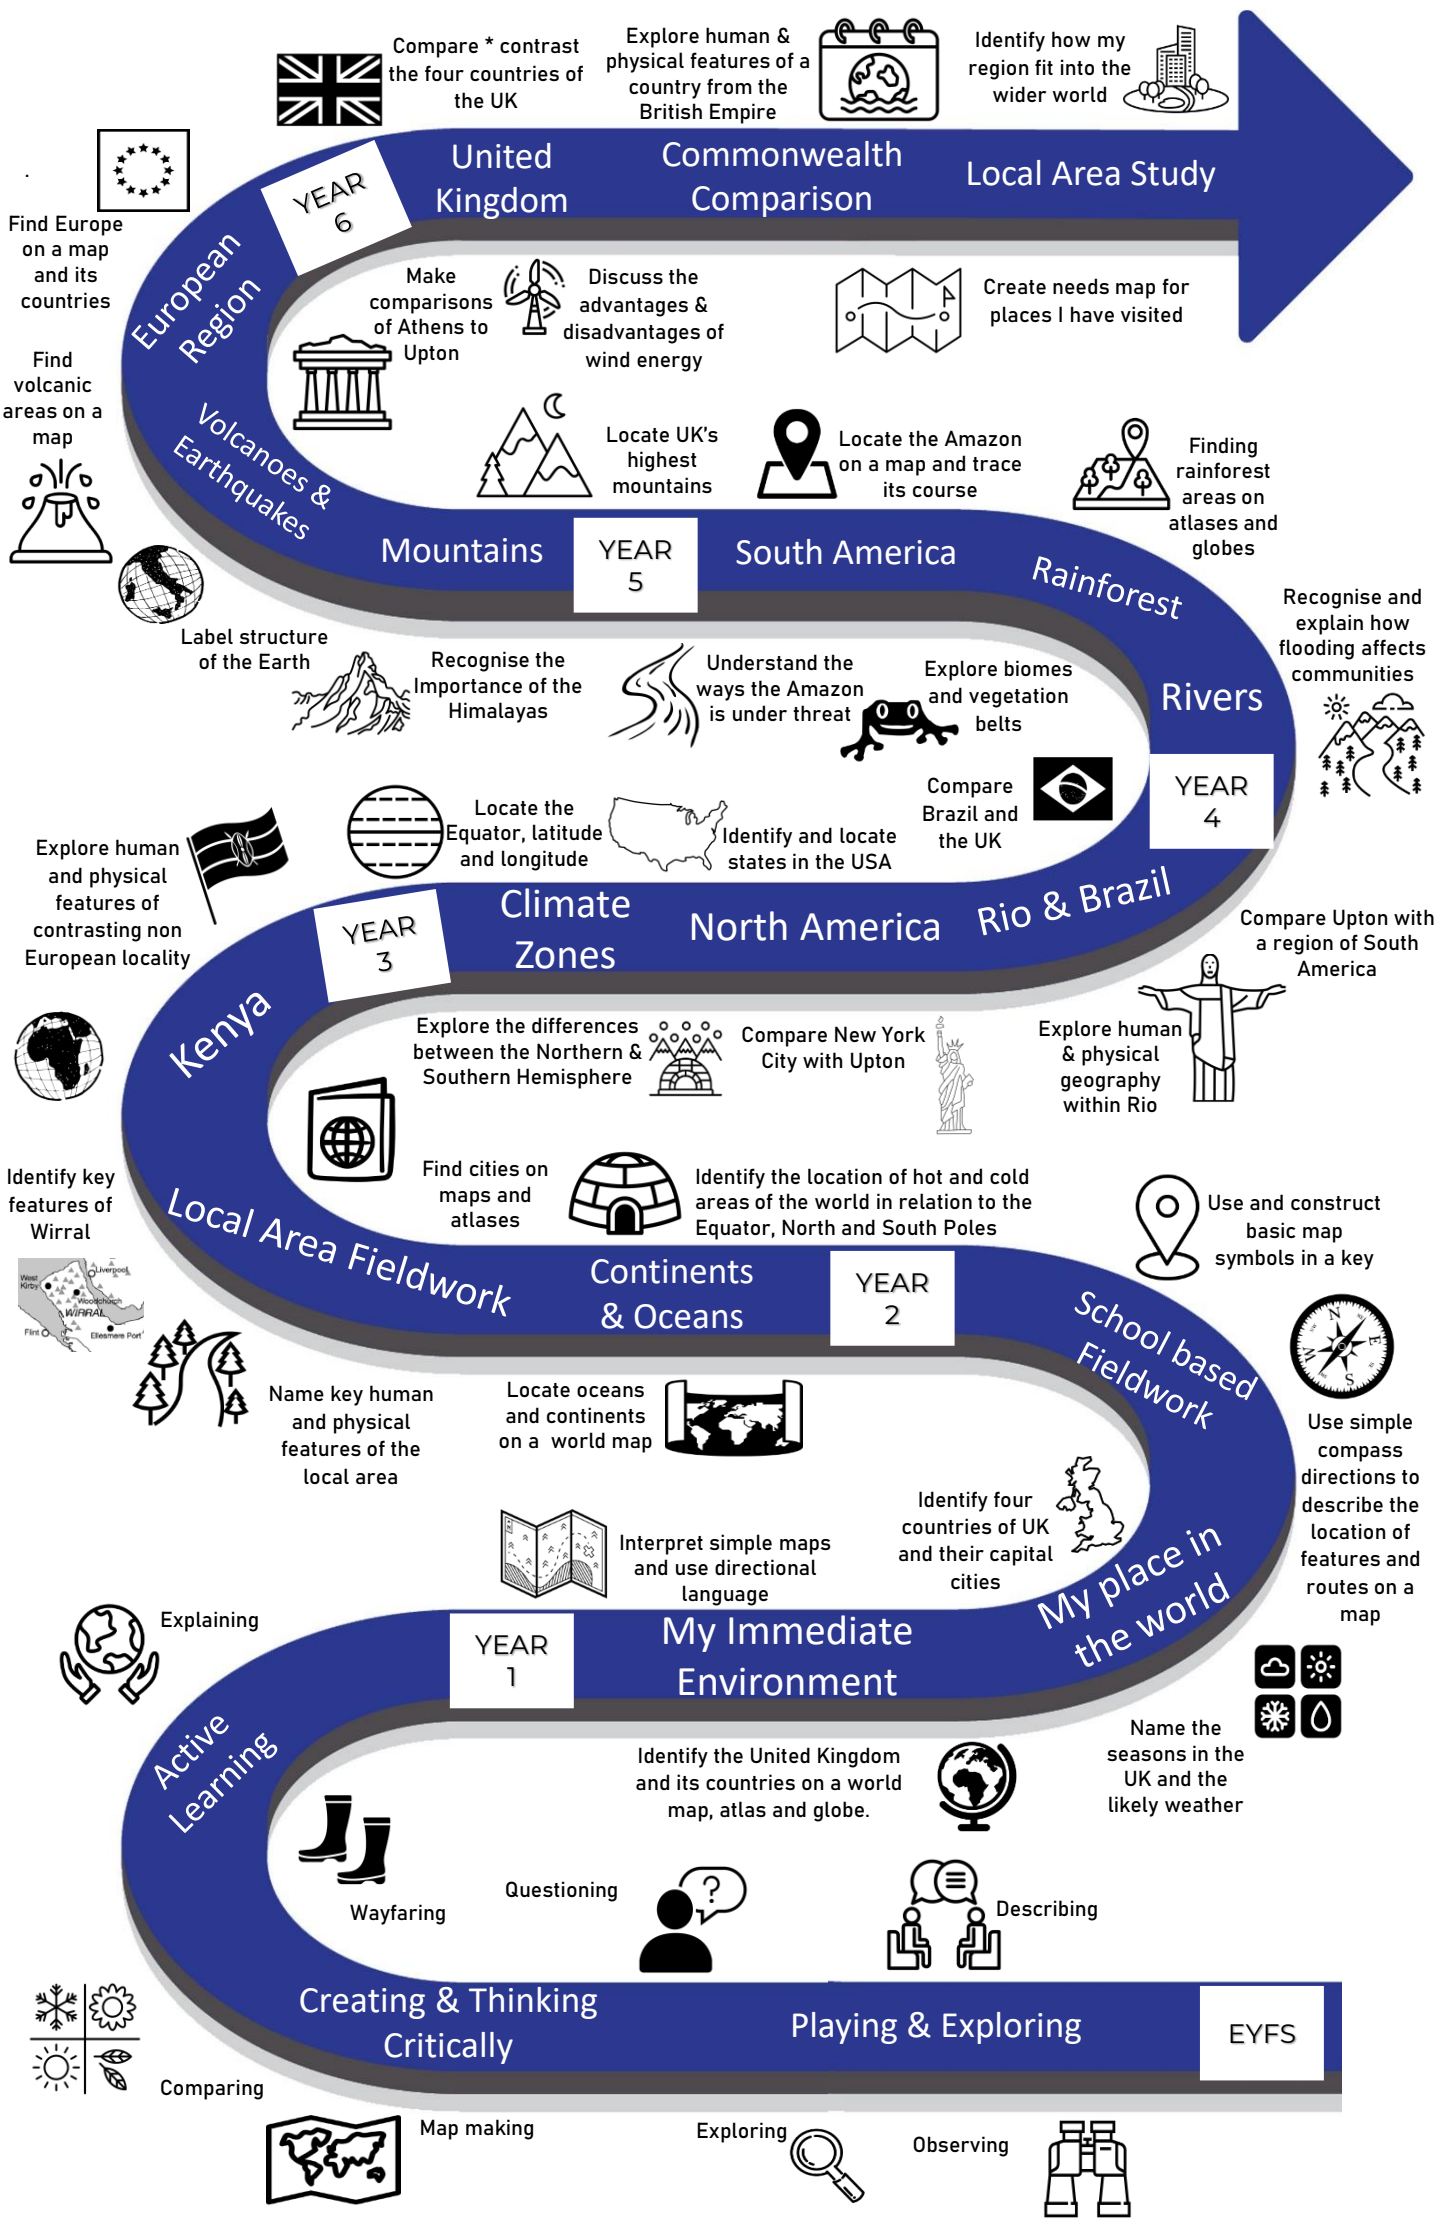 Compare * contrast
the four countries of
the UK
Explore human &
physical features of a
country from the
British Empire
Identify how my
region fit into the
wider world
United
Kingdom
Commonwealth
Comparison
Local Area Study
YEAR
6
.
Find Europe
on a map
and its
countries
European
Region
Make
comparisons
of Athens to
Upton
Discuss the
advantages &
disadvantages of
wind energy
Create needs map for
places I have visited
Find
volcanic
areas on a
map
Volcanoes &
Earthquakes
Locate UK's
highest
mountains
Locate the Amazon
on a map and trace
its course
Finding
rainforest
areas on
atlases and
globes
Mountains
YEAR
5
South America
Rainforest
Label structure
of the Earth
Recognise the
Importance of the
Himalayas
Understand the
ways the Amazon
is under threat
Explore biomes
and vegetation
belts
Rivers
Recognise and
explain how
flooding affects
communities
YEAR
4
Compare
Brazil and
the UK
Explore human
and physical
features of
contrasting non
European locality
Locate the
Equator, latitude
and longitude
Identify and locate
states in the USA
YEAR
3
Climate
Zones
North America
Rio & Brazil
Compare Upton with
a region of South
America
Kenya
Explore the differences
between the Northern &
Southern Hemisphere
Compare New York
City with Upton
Explore human
& physical
geography
within Rio
Identify key
features of
Wirral
Find cities on
maps and
atlases
Identify the location of hot and cold
areas of the world in relation to the
Equator, North and South Poles
Use and construct
basic map
symbols in a key
Local Area Fieldwork
Continents
& Oceans
YEAR
2
School based
Fieldwork
West
Kirby
Liverpool
Woodchurch
WIRRAL
Flint
Ellesmere Port
N
E
S
W
Name key human
and physical
features of the
local area
Locate oceans
and continents
on a world map
Use simple
compass
directions to
describe the
location of
features and
routes on a
map
Interpret simple maps
and use directional
language
Identify four
countries of UK
and their capital
cities
My place in
the world
Explaining
YEAR
1
My Immediate
Environment
Active
Learning
Identify the United Kingdom
and its countries on a world
map, atlas and globe.
Name the
seasons in the
UK and the
likely weather
Wayfaring
Questioning
?
Describing
Creating & Thinking
Critically
Playing & Exploring
EYFS
Comparing
Map making
Exploring
Observing